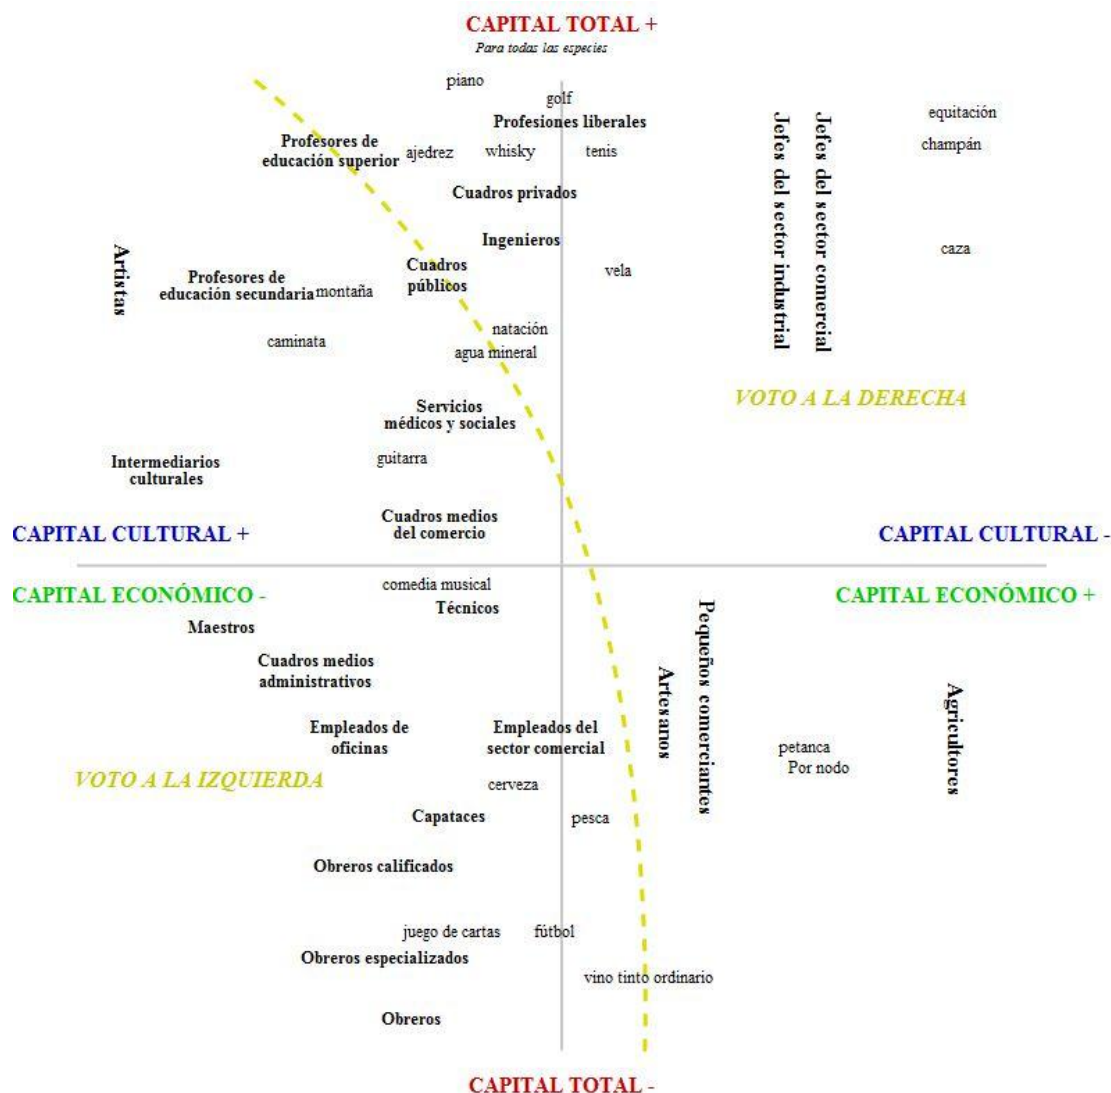 CAPITAL TOTAL +
Para todas las especies
piano
golf
equitación
Profesiones liberales
Profesores de
educación superior
ajedrez
whisky
tenis
champán
Jefes del sector industrial
Jefes del sector comercial
Cuadros privados
Ingenieros
caza
Artistas
Cuadros
públicos
vela
Profesores de
educación secundaria
montaña
natación
caminata
agua mineral
VOTO A LA DERECHA
Servicios
médicos y sociales
guitarra
Intermediarios
culturales
Cuadros medios
del comercio
CAPITAL CULTURAL +
CAPITAL CULTURAL -
CAPITAL ECONÓMICO -
CAPITAL ECONÓMICO +
comedia musical
Técnicos
Maestros
Cuadros medios
administrativos
Artesanos
Pequeños comerciantes
Agricultores
Empleados de
oficinas
Empleados del
sector comercial
petanca
Por nodo
VOTO A LA IZQUIERDA
cerveza
Capataces
pesca
Obreros calificados
juego de cartas
fútbol
Obreros especializados
vino tinto ordinario
Obreros
CAPITAL TOTAL -